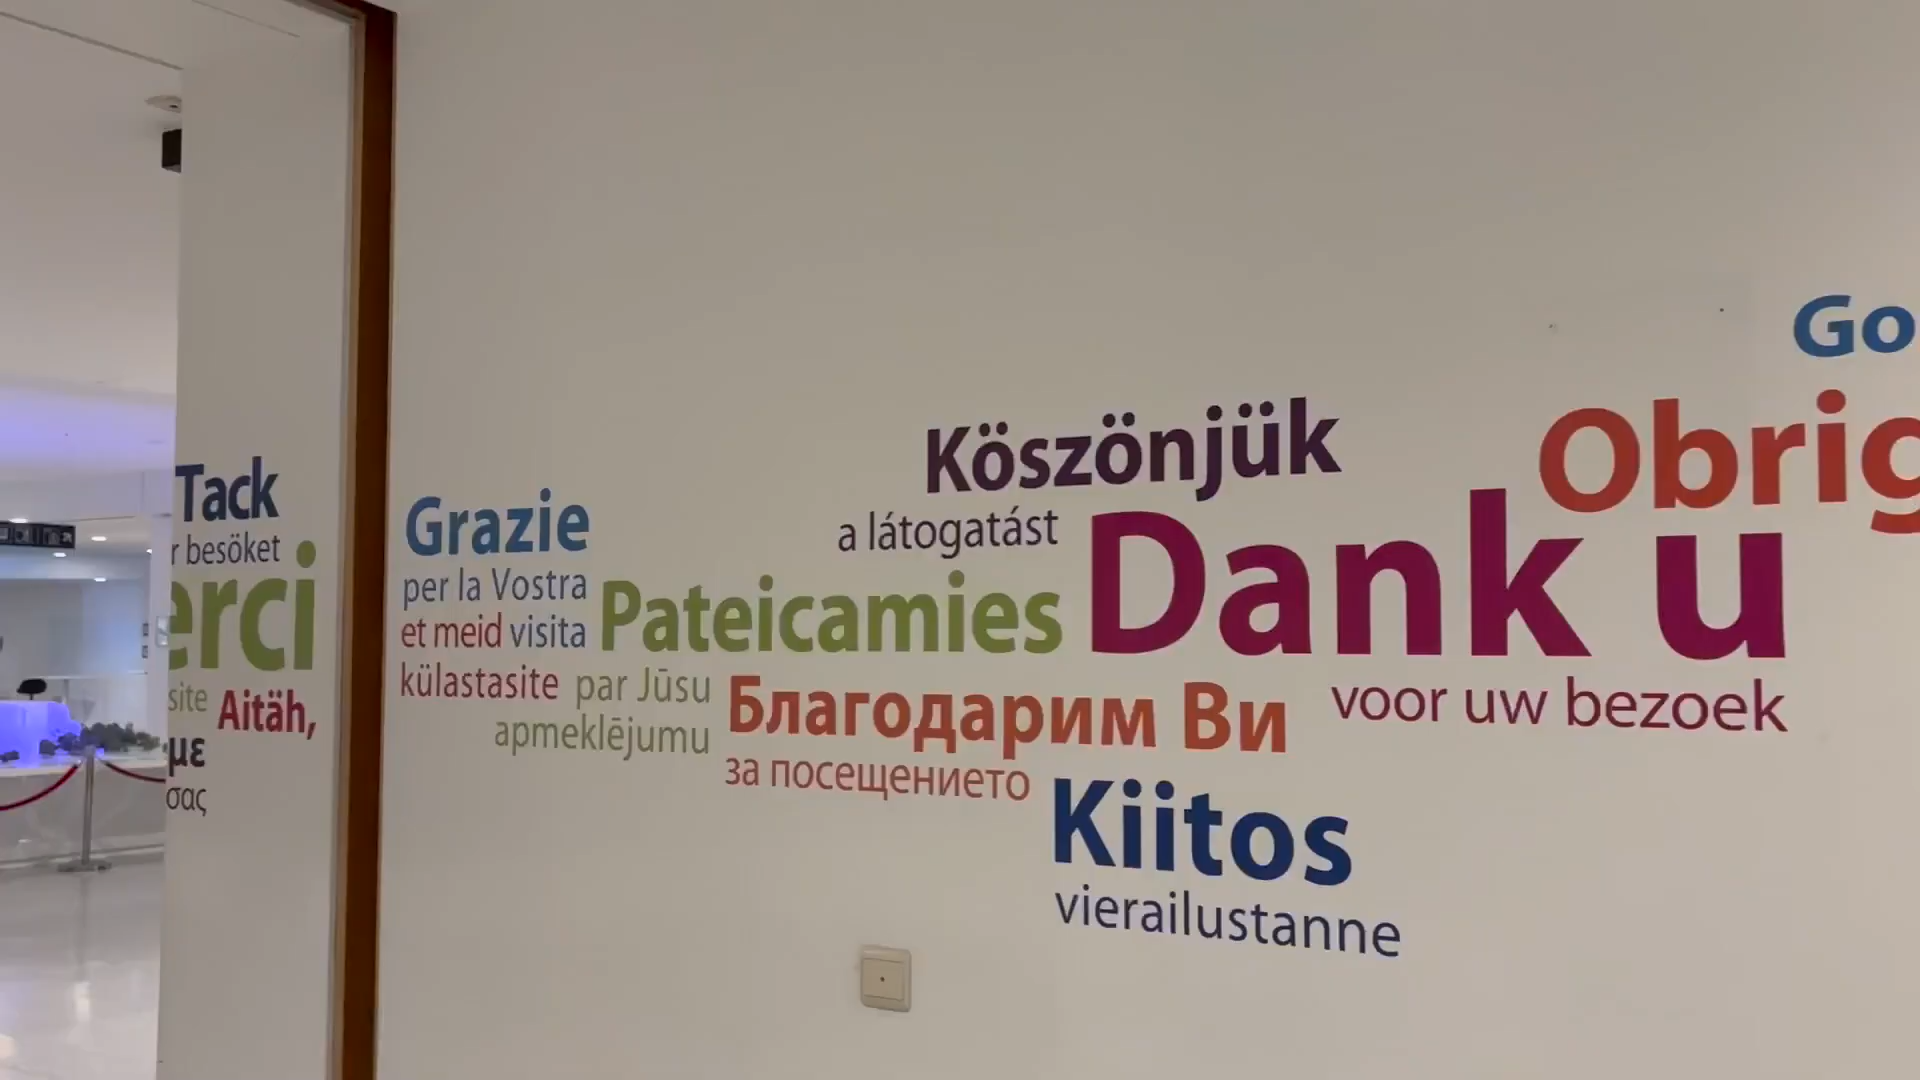 Tack
r besöket
erci
site
Aitäh,
με
σας
Grazie
per la Vostra
et meid visita
külastasite
Pateicamies
par Jūsu
apmeklējumu
Köszönjük
a látogatást
Dank u
voor uw bezoek
Благодарим Ви
за посещението
Kiitos
vierailustanne
Go
Obrig